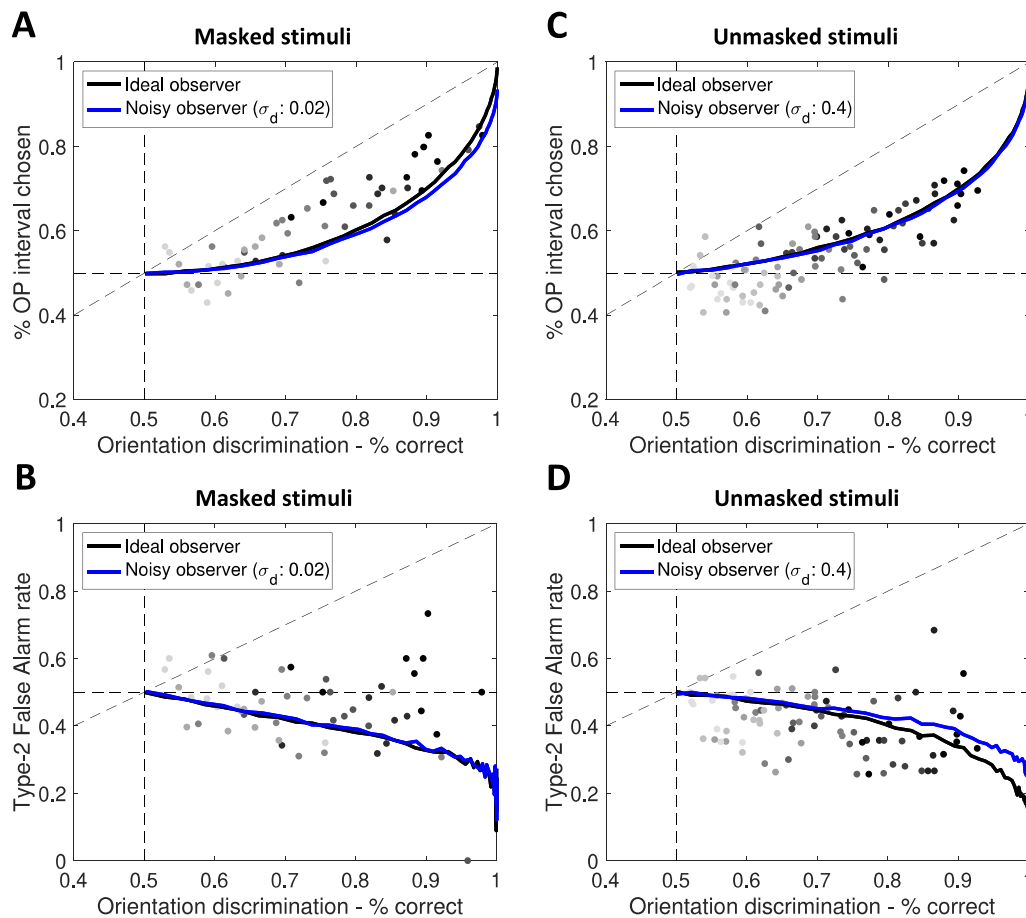 A
Masked stimuli
Ideal observer
Noisy observer (σd: 0.02)
% OP interval chosen
1
0.8
0.6
0.4
0.2
0.4 0.5 0.6 0.7 0.8 0.9 1
Orientation discrimination - % correct
C
Unmasked stimuli
Ideal observer
Noisy observer (σd: 0.4)
% OP interval chosen
1
0.8
0.6
0.4
0.2
0.4 0.5 0.6 0.7 0.8 0.9 1
Orientation discrimination - % correct
B
Masked stimuli
Ideal observer
Noisy observer (σd: 0.02)
Type-2 False Alarm rate
1
0.8
0.6
0.4
0.2
0
0.4 0.5 0.6 0.7 0.8 0.9 1
Orientation discrimination - % correct
D
Unmasked stimuli
Ideal observer
Noisy observer (σd: 0.4)
Type-2 False Alarm rate
1
0.8
0.6
0.4
0.2
0
0.4 0.5 0.6 0.7 0.8 0.9
Orientation discrimination - % correct